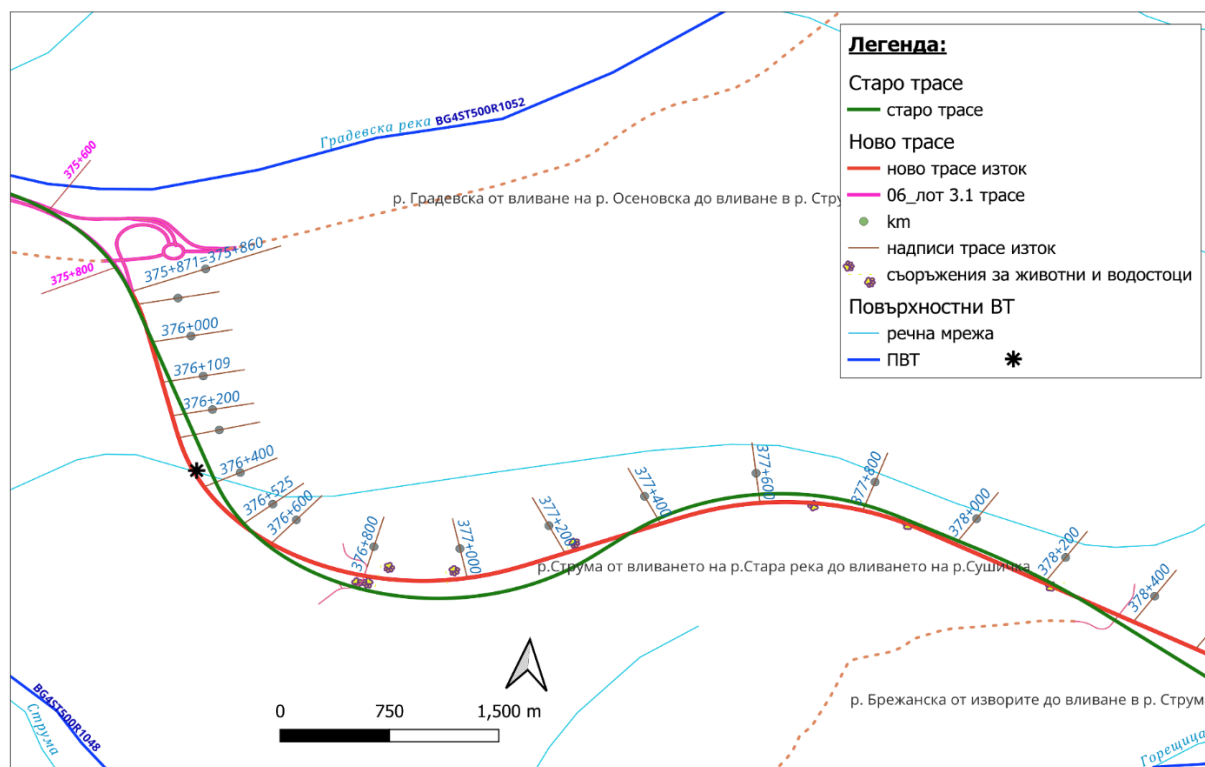 Легенда:
Старо трасе
старо трасе
Ново трасе
ново трасе изток
06_лот 3.1 трасе
km
надписи трасе изток
съоръжения за животни и водостоци
Повърхностни ВТ
речна мрежа
ПВТ
Градевска река BG4ST500R1052
375+600
р. Градевска от вливане на р. Осеновска до вливане в р. Стру
375+800
375+871=375+860
376+000
376+109
376+200
376+400
376+525
376+600
376+800
377+000
377+200
377+400
377+600
377+800
378+000
378+200
378+400
р.Струма от вливането на р.Стара река до вливането на р.Сушичка
р. Брежанска от изворите до вливане в р. Струм
0 750 1,500 m
BG4ST500R1048
Струма
Горещица